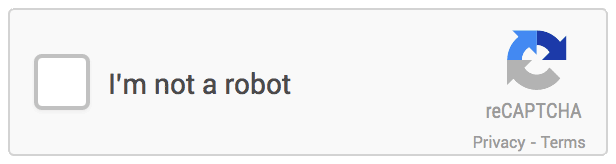 I'm not a robot
reCAPTCHA
Privacy - Terms